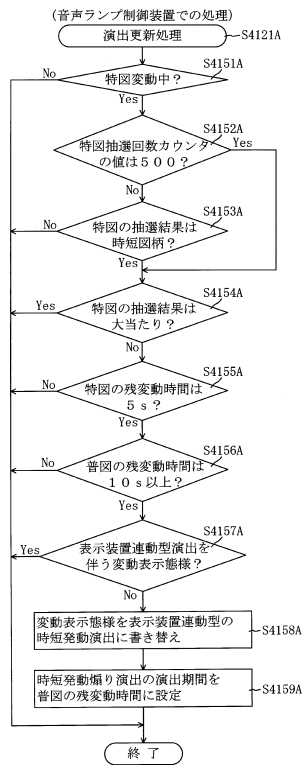 (音声ランプ制御装置での処理)
演出更新処理
S4121A
特図変動中?
S4151A
No
Yes
特図抽選回数カウンタ
の値は500?
S4152A
Yes
No
特図の抽選結果は
時短図柄?
S4153A
No
Yes
特図の抽選結果は
大当たり?
S4154A
Yes
No
特図の残変動時間は
5s?
S4155A
No
Yes
普図の残変動時間は
10s以上?
S4156A
No
Yes
表示装置連動型演出を
伴う変動表示態様?
S4157A
Yes
No
変動表示態様を表示装置連動型の
時短発動演出に書き替え
S4158A
時短発動煽り演出の演出期間を
普図の残変動時間に設定
S4159A
終了